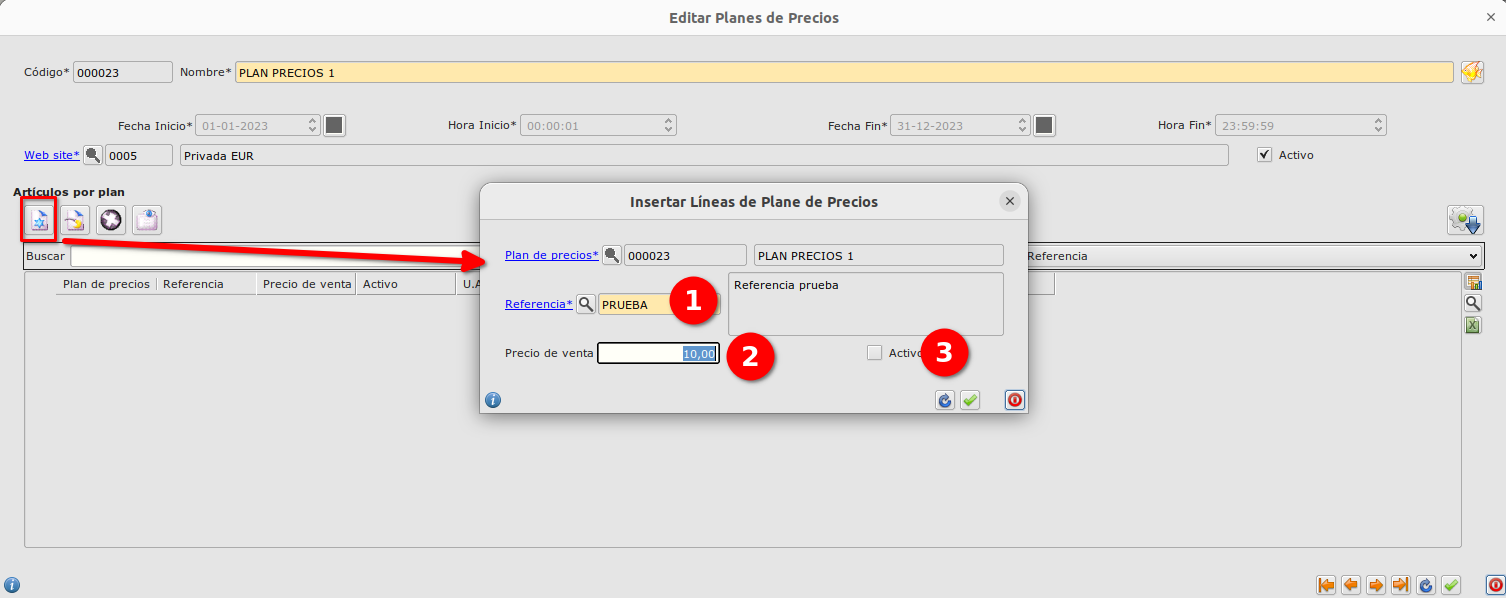 Editar Planes de Precios
Código* 000023 Nombre* PLAN PRECIOS 1
Fecha Inicio* 01-01-2023 Hora Inicio* 00:00:01 Fecha Fin* 31-12-2023 Hora Fin* 23:59:59
Web site* 0005 Privada EUR Activo
Artículos por plan
Buscar Referencia
Plan de precios Referencia Precio de venta Activo
Insertar Líneas de Plane de Precios
Plan de precios* 000023 PLAN PRECIOS 1
Referencia* PRUEBA 1 Referencia prueba
Precio de venta 10,00 2 Activo 3